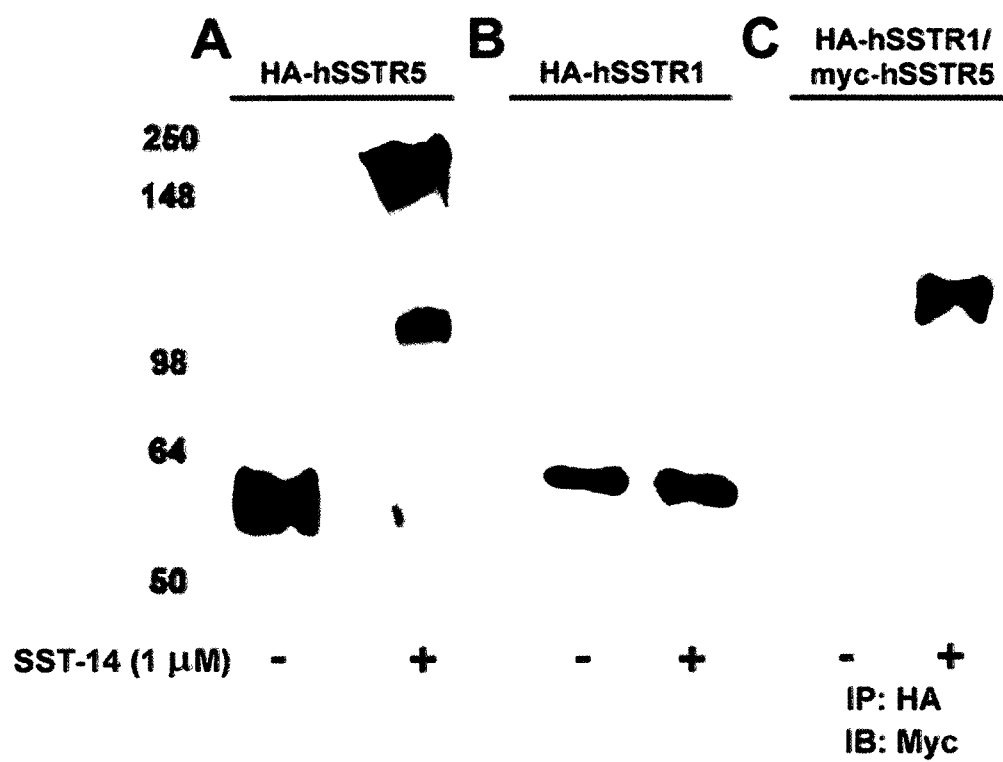 A
HA-hSSTR5
B
HA-hSSTR1
C
HA-hSSTR1/
myc-hSSTR5
250
148
98
64
50
SST-14 (1 μM) - + - + - +
IP: HA
IB: Myc